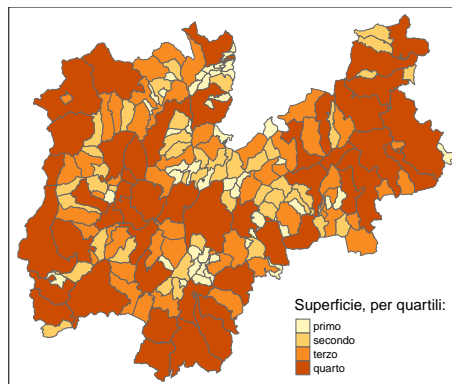 Superficie, per quartili:
primo
secondo
terzo
quarto